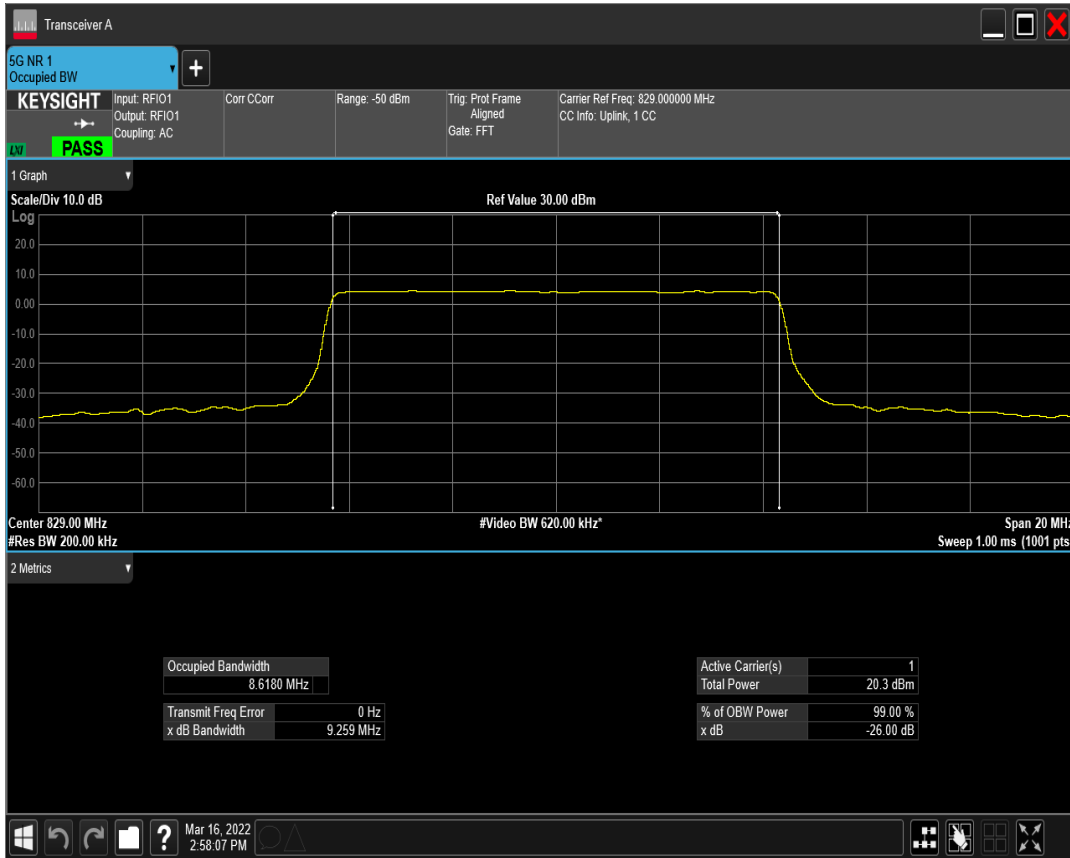 Transceiver A
5G NR 1
Occupied BW
+
KEYSIGHT
LXI
PASS
Input: RFIO1
Output: RFIO1
Coupling: AC
Corr CCorr
Range: -50 dBm
Trig: Prot Frame
Aligned
Gate: FFT
Carrier Ref Freq: 829.000000 MHz
CC Info: Uplink, 1 CC
1 Graph
Scale/Div 10.0 dB
Ref Value 30.00 dBm
Log
20.0
10.0
0.00
-10.0
-20.0
-30.0
-40.0
-50.0
-60.0
Center 829.00 MHz
#Video BW 620.00 kHz*
Span 20 MHz
#Res BW 200.00 kHz
Sweep 1.00 ms (1001 pts
2 Metrics
Occupied Bandwidth
8.6180 MHz
Transmit Freq Error 0 Hz
x dB Bandwidth 9.259 MHz
Active Carrier(s) 1
Total Power 20.3 dBm
% of OBW Power 99.00 %
x dB -26.00 dB
?
Mar 16, 2022
2:58:07 PM